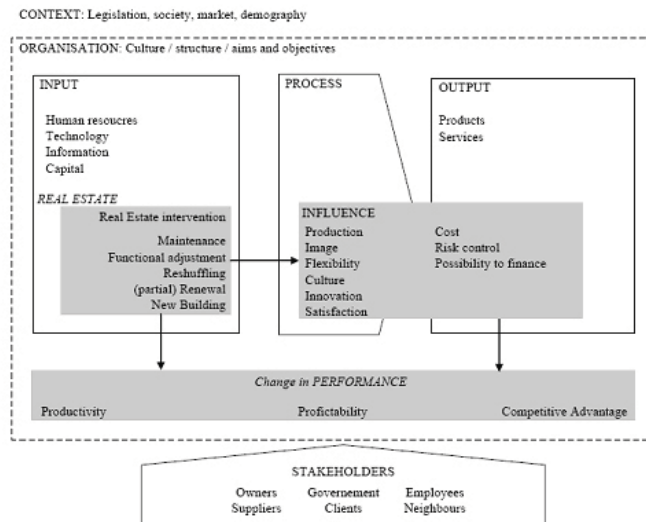 CONTEXT: Legislation, society, market, demography
ORGANISATION: Culture / structure / aims and objectives
INPUT
Human resoucres
Technology
Information
Capital
REAL ESTATE
Real Estate intervention
Maintenance
Functional adjustment
Reshuffling
(partial) Renewal
New Building
PROCESS
OUTPUT
Products
Services
INFLUENCE
Production
Image
Flexibility
Culture
Innovation
Satisfaction
Cost
Risk control
Possibility to finance
Change in PERFORMANCE
Productivity
Profictability
Competitive Advantage
STAKEHOLDERS
Owners Governement Employees
Suppliers Clients Neighbours